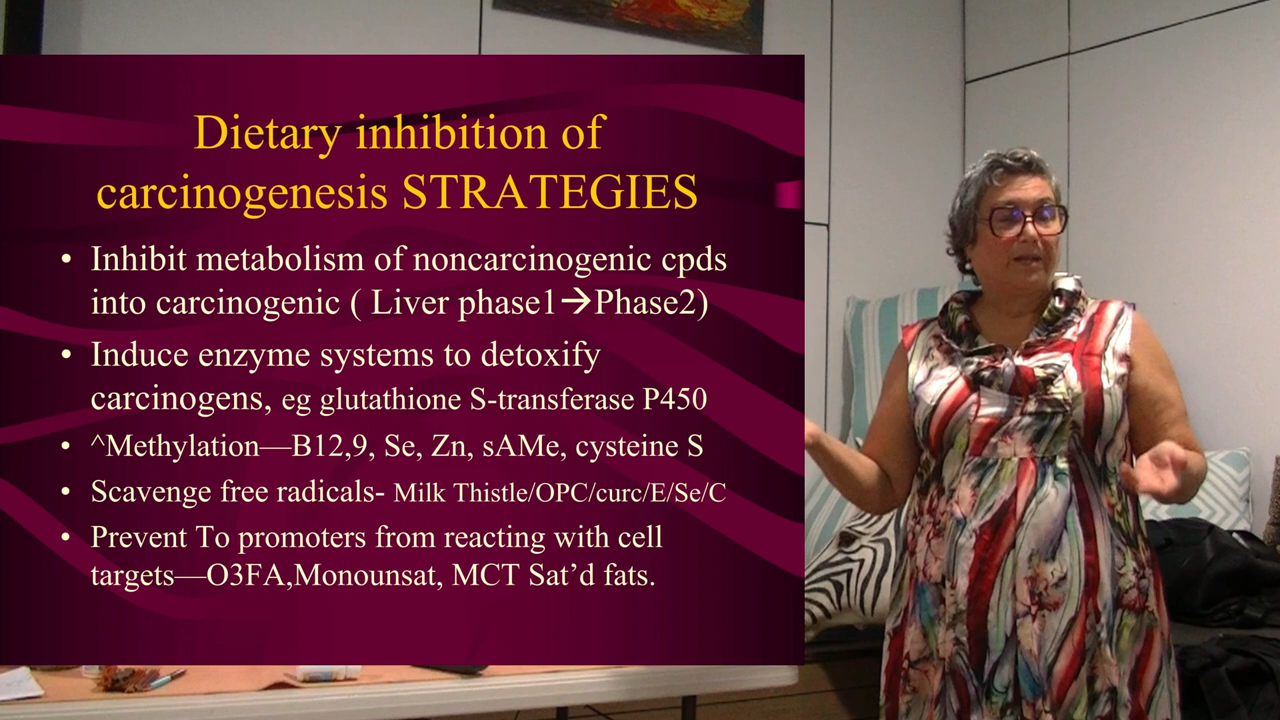 Dietary inhibition of
carcinogenesis STRATEGIES
• Inhibit metabolism of noncarcinogenic cpds
into carcinogenic ( Liver phase1→Phase2)
• Induce enzyme systems to detoxify
carcinogens, eg glutathione S-transferase P450
• ^Methylation—B12,9, Se, Zn, sAMe, cysteine S
• Scavenge free radicals- Milk Thistle/OPC/curc/E/Se/C
• Prevent To promoters from reacting with cell
targets—O3FA,Monounsat, MCT Sat’d fats.